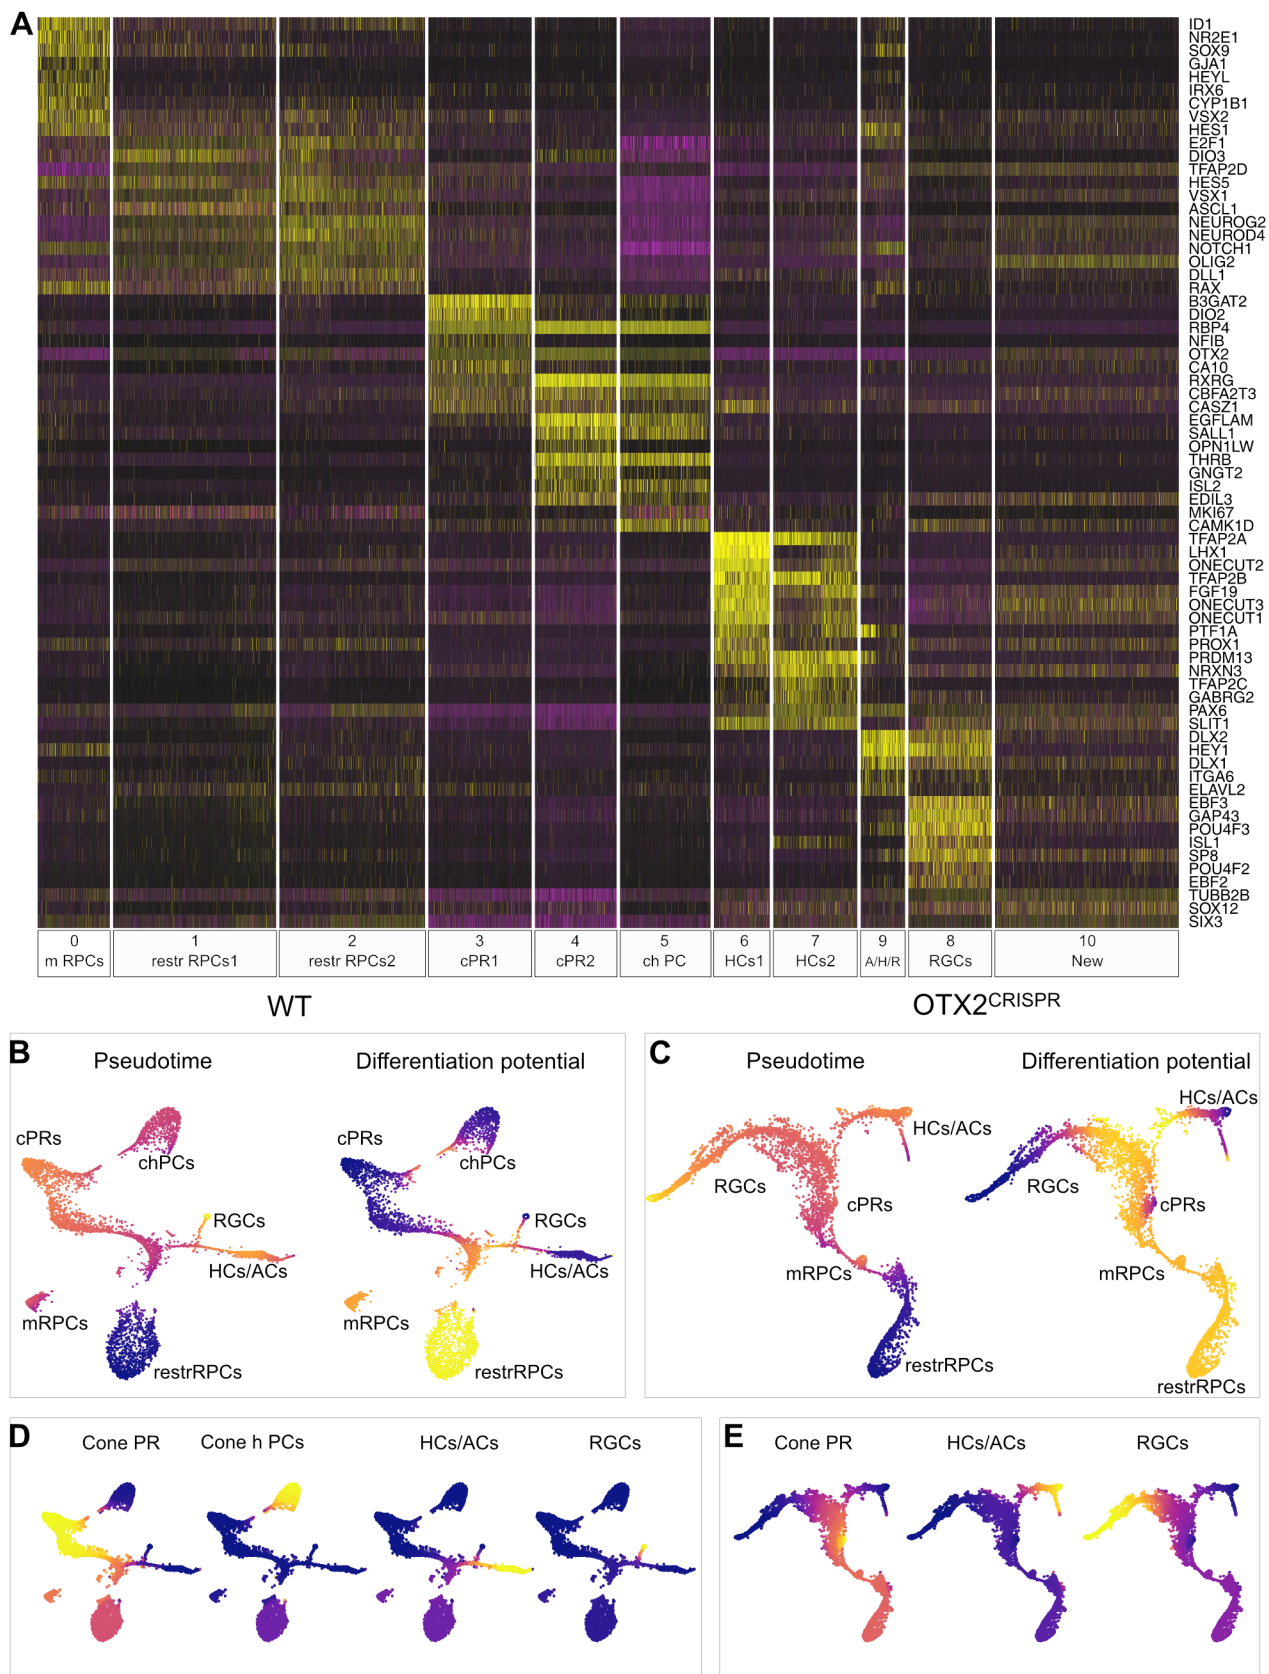 A
ID1
NR2E1
SOX9
GJA1
HEYL
IRX6
CYP1B1
VSX2
HES1
E2F1
DIO3
TFAP2D
HES5
VSX1
ASCL1
NEUROG2
NEUROD4
NOTCH1
OLIG2
DLL1
RAX
B3GAT2
DIO2
RBP4
NFIB
OTX2
CA10
RXRG
CBFA2T3
CASZ1
EGFLAM
SALL1
OPN1LW
THRB
GNGT2
ISL2
EDIL3
MKI67
CAMK1D
TFAP2A
LHX1
ONECUT2
TFAP2B
FGF19
ONECUT3
ONECUT1
PTF1A
PROX1
PRDM13
NRXN3
TFAP2C
GABRG2
PAX6
SLIT1
DLX2
HEY1
DLX1
ITGA6
ELAVL2
EBF3
GAP43
POU4F3
ISL1
SP8
POU4F2
EBF2
TUBB2B
SOX12
SIX3
0 1 2 3 4 5 6 7 9 8 10
m RPCs restr RPCs1 restr RPCs2 cPR1 cPR2 ch PC HCs1 HCs2 A/H/R RGCs New
WT OTX2CRISPR
B
Pseudotime Differentiation potential
cPRs
chPCs
RGCs
HCs/ACs
mRPCs
restrRPCs
cPRs
chPCs
RGCs
HCs/ACs
mRPCs
restrRPCs
C
Pseudotime Differentiation potential
HCs/ACs
RGCs
cPRs
mRPCs
restrRPCs
HCs/ACs
RGCs
cPRs
mRPCs
restrRPCs
D
Cone PR Cone h PCs HCs/ACs RGCs
E
Cone PR HCs/ACs RGCs